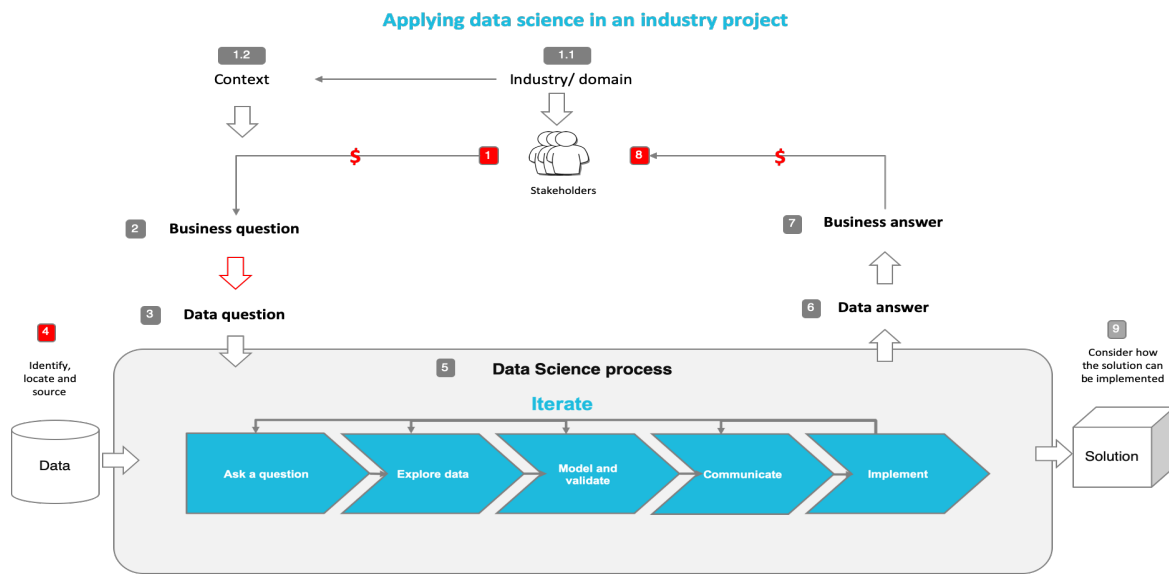 Applying data science in an industry project
1.2
1.1
Context
Industry/ domain
$
1
8
$
Stakeholders
2
Business question
7
Business answer
3
Data question
6
Data answer
4
Identify,
locate and
source
9
Consider how
the solution can
be implemented
5
Data Science process
Iterate
Data
Ask a question
Explore data
Model and
validate
Communicate
Implement
Solution